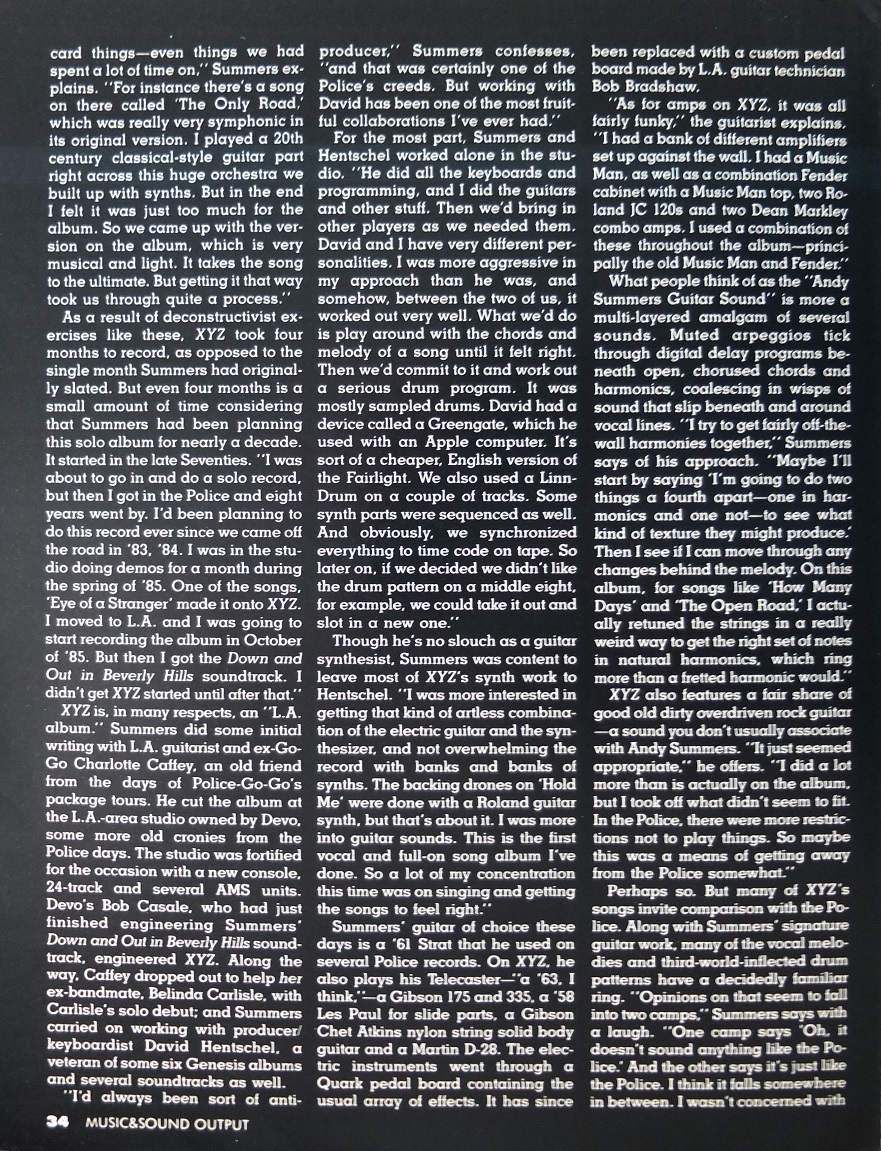 card things—even things we had
spent a lot of time on," Summers ex-
plains. "For instance there's a song
on there called 'The Only Road,'
which was really very symphonic in
its original version. I played a 20th
century classical-style guitar part
right across this huge orchestra we
built up with synths. But in the end
I felt it was just too much for the
album. So we came up with the ver-
sion on the album, which is very
musical and light. It takes the song
to the ultimate. But getting it that way
took us through quite a process."
As a result of deconstructivist ex-
ercises like these, XYZ took four
months to record, as opposed to the
single month Summers had original-
ly slated. But even four months is a
small amount of time considering
that Summers had been planning
this solo album for nearly a decade.
It started in the late Seventies. "I was
about to go in and do a solo record,
but then I got in the Police and eight
years went by. I'd been planning to
do this record ever since we came off
the road in '83, '84. I was in the stu-
dio doing demos for a month during
the spring of '85. One of the songs,
'Eye of a Stranger' made it onto XYZ.
I moved to L.A. and I was going to
start recording the album in October
of '85. But then I got the Down and
Out in Beverly Hills soundtrack. I
didn't get XYZ started until after that."
XYZ is, in many respects, an "L.A.
album." Summers did some initial
writing with L.A. guitarist and ex-Go-
Go Charlotte Caffey, an old friend
from the days of Police-Go-Go's
package tours. He cut the album at
the L.A.-area studio owned by Devo,
some more old cronies from the
Police days. The studio was fortified
for the occasion with a new console,
24-track and several AMS units.
Devo's Bob Casale, who had just
finished engineering Summers'
Down and Out in Beverly Hills sound-
track, engineered XYZ. Along the
way, Caffey dropped out to help her
ex-bandmate, Belinda Carlisle, with
Carlisle's solo debut; and Summers
carried on working with producer/
keyboardist David Hentschel, a
veteran of some six Genesis albums
and several soundtracks as well.
"I'd always been sort of anti-
producer," Summers confesses,
"and that was certainly one of the
Police's creeds. But working with
David has been one of the most fruit-
ful collaborations I've ever had."
For the most part, Summers and
Hentschel worked alone in the stu-
dio. "He did all the keyboards and
programming, and I did the guitars
and other stuff. Then we'd bring in
other players as we needed them.
David and I have very different per-
sonalities. I was more aggressive in
my approach than he was, and
somehow, between the two of us, it
worked out very well. What we'd do
is play around with the chords and
melody of a song until it felt right.
Then we'd commit to it and work out
a serious drum program. It was
mostly sampled drums. David had a
device called a Greengate, which he
used with an Apple computer. It's
sort of a cheaper, English version of
the Fairlight. We also used a Linn-
Drum on a couple of tracks. Some
synth parts were sequenced as well.
And obviously, we synchronized
everything to time code on tape. So
later on, if we decided we didn't like
the drum pattern on a middle eight,
for example, we could take it out and
slot in a new one."
Though he's no slouch as a guitar
synthesist, Summers was content to
leave most of XYZ's synth work to
Hentschel. "I was more interested in
getting that kind of artless combina-
tion of the electric guitar and the syn-
thesizer, and not overwhelming the
record with banks and banks of
synths. The backing drones on 'Hold
Me' were done with a Roland guitar
synth, but that's about it. I was more
into guitar sounds. This is the first
vocal and full-on song album I've
done. So a lot of my concentration
this time was on singing and getting
the songs to feel right."
Summers' guitar of choice these
days is a '61 Strat that he used on
several Police records. On XYZ, he
also plays his Telecaster—"a '63, I
think,"—a Gibson 175 and 335, a '58
Les Paul for slide parts, a Gibson
Chet Atkins nylon string solid body
guitar and a Martin D-28. The elec-
tric instruments went through a
Quark pedal board containing the
usual array of effects. It has since
been replaced with a custom pedal
board made by L.A. guitar technician
Bob Bradshaw.
"As for amps on XYZ, it was all
fairly funky," the guitarist explains.
"I had a bank of different amplifiers
set up against the wall. I had a Music
Man, as well as a combination Fender
cabinet with a Music Man top, two Ro-
land JC 120s and two Dean Markley
combo amps. I used a combination of
these throughout the album—princi-
pally the old Music Man and Fender."
What people think of as the "Andy
Summers Guitar Sound" is more a
multi-layered amalgam of several
sounds. Muted arpeggios tick
through digital delay programs be-
neath open, chorused chords and
harmonics, coalescing in wisps of
sound that slip beneath and around
vocal lines. "I try to get fairly off-the-
wall harmonies together," Summers
says of his approach. "Maybe I'll
start by saying 'I'm going to do two
things a fourth apart—one in har-
monics and one not—to see what
kind of texture they might produce.'
Then I see if I can move through any
changes behind the melody. On this
album, for songs like 'How Many
Days' and 'The Open Road,' I actu-
ally retuned the strings in a really
weird way to get the right set of notes
in natural harmonics, which ring
more than a fretted harmonic would."
XYZ also features a fair share of
good old dirty overdriven rock guitar
—a sound you don't usually associate
with Andy Summers. "It just seemed
appropriate," he offers. "I did a lot
more than is actually on the album,
but I took off what didn't seem to fit.
In the Police, there were more restric-
tions not to play things. So maybe
this was a means of getting away
from the Police somewhat."
Perhaps so. But many of XYZ's
songs invite comparison with the Po-
lice. Along with Summers' signature
guitar work, many of the vocal melo-
dies and third-world-inflected drum
patterns have a decidedly familiar
ring. "Opinions on that seem to fall
into two camps," Summers says with
a laugh. "One camp says 'Oh, it
doesn't sound anything like the Po-
lice.' And the other says it's just like
the Police. I think it falls somewhere
in between. I wasn't concerned with
34 MUSIC&SOUND OUTPUT